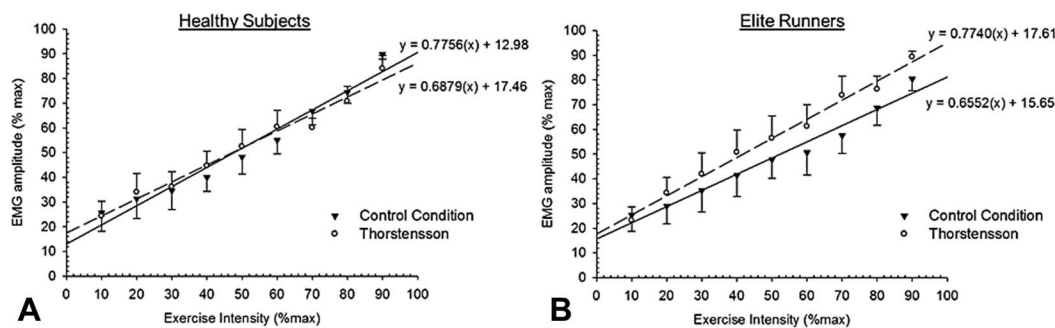 Healthy Subjects
100
90
80
70
60
50
40
30
20
10
0
EMG amplitude (% max)
y = 0.7756(x) + 12.98
y = 0.6879(x) + 17.46
Control Condition
Thorstensson
0 10 20 30 40 50 60 70 80 90 100
Exercise Intensity (%max)
A
Elite Runners
100
90
80
70
60
50
40
30
20
10
0
EMG amplitude (% max)
y = 0.7740(x) + 17.61
y = 0.6552(x) + 15.65
Control Condition
Thorstensson
0 10 20 30 40 50 60 70 80 90 100
Exercise Intensity (%max)
B